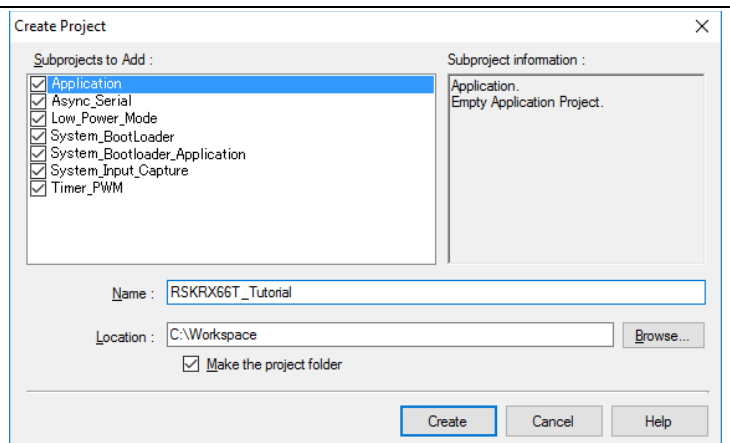 Create Project
Subprojects to Add :
Application
Async_Serial
Low_Power_Mode
System_BootLoader
System_Bootloader_Application
System_Input_Capture
Timer_PWM
Subproject information :
Application.
Empty Application Project.
Name : RSKRX66T_Tutorial
Location : C:\Workspace Browse...
Make the project folder
Create Cancel Help